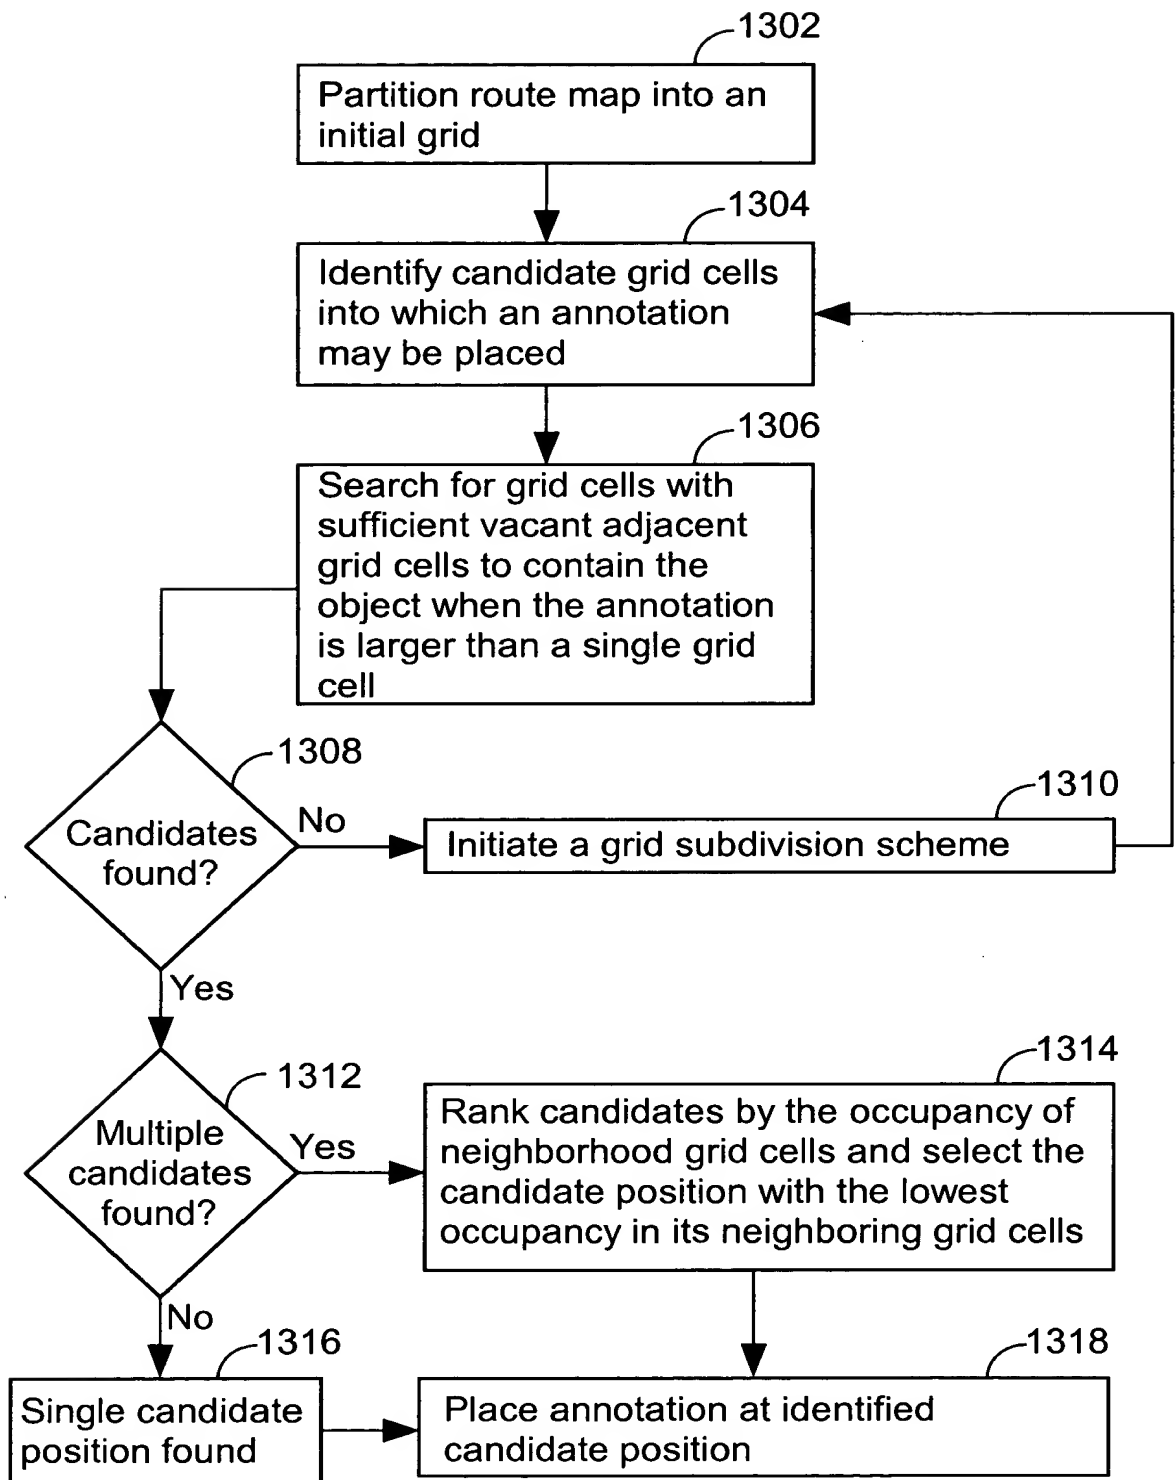 1302
Partition route map into an
initial grid
1304
Identify candidate grid cells
into which an annotation
may be placed
1306
Search for grid cells with
sufficient vacant adjacent
grid cells to contain the
object when the annotation
is larger than a single grid
cell
1308
Candidates
found?
No
1310
Initiate a grid subdivision scheme
Yes
1312
Multiple
candidates
found?
Yes
1314
Rank candidates by the occupancy of
neighborhood grid cells and select the
candidate position with the lowest
occupancy in its neighboring grid cells
No
1316
Single candidate
position found
1318
Place annotation at identified
candidate position